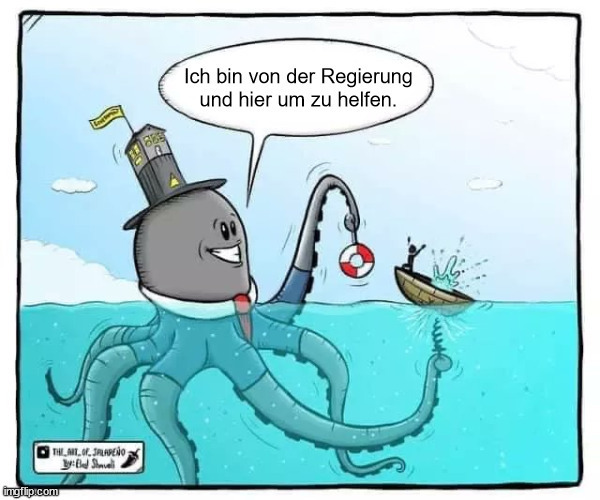 Ich bin von der Regierung
und hier um zu helfen.
THE_ART_OF_JALAPEÑO
By: Elad Shmueli
imgflip.com